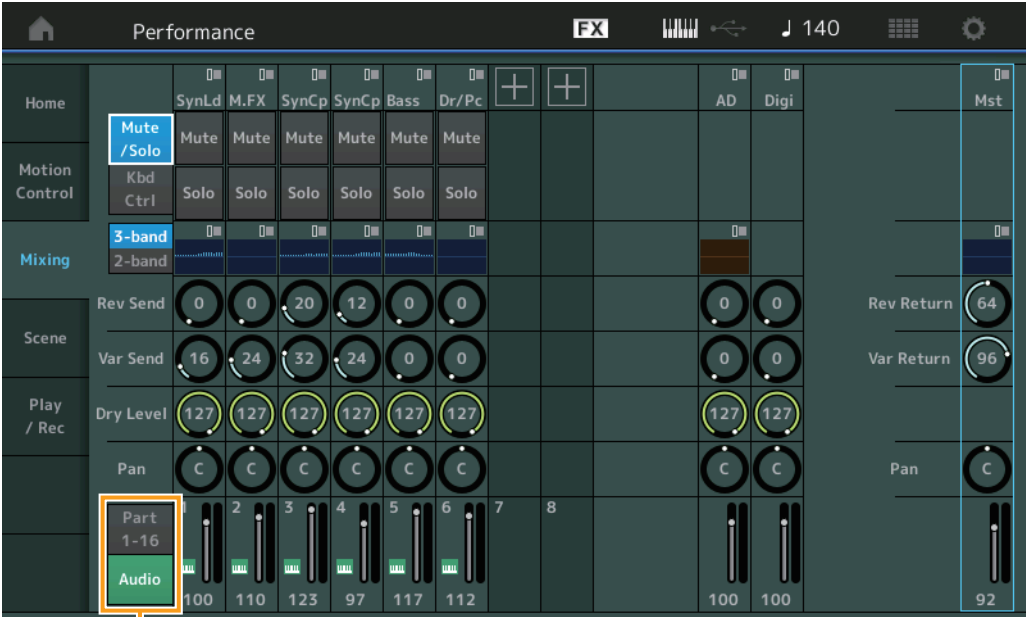 Performance FX 140
SynLd M.FX SynCp SynCp Bass Dr/Pc AD Digi Mst
Home
Mute
/Solo
Mute Mute Mute Mute Mute Mute
Motion
Control
Kbd
Ctrl
Solo Solo Solo Solo Solo Solo
Mixing
3-band
2-band
Rev Send 0 0 20 12 0 0 0 0 Rev Return 64
Scene
Var Send 16 24 32 24 0 0 0 0 Var Return 96
Play
/ Rec
Dry Level 127 127 127 127 127 127 127 127
Pan C C C C C C C C Pan C
Part
1-16
1 2 3 4 5 6 7 8
Audio
100 110 123 97 117 112 100 100 92